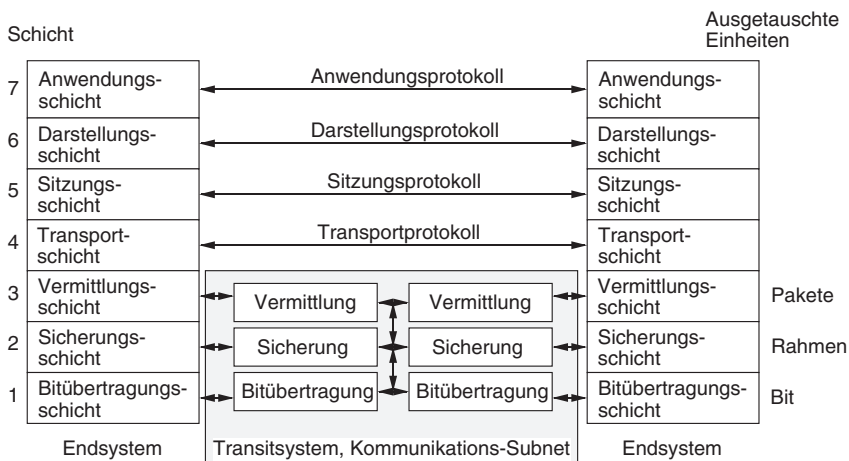 Schicht
Ausgetauschte
Einheiten
7
Anwendungs-
schicht
Anwendungsprotokoll
Anwendungs-
schicht
6
Darstellungs-
schicht
Darstellungsprotokoll
Darstellungs-
schicht
5
Sitzungs-
schicht
Sitzungsprotokoll
Sitzungs-
schicht
4
Transport-
schicht
Transportprotokoll
Transport-
schicht
3
Vermittlungs-
schicht
Vermittlung
Vermittlung
Vermittlungs-
schicht
Pakete
2
Sicherungs-
schicht
Sicherung
Sicherung
Sicherungs-
schicht
Rahmen
1
Bitübertragungs-
schicht
Bitübertragung
Bitübertragung
Bitübertragungs-
schicht
Bit
Endsystem
Transitsystem, Kommunikations-Subnet
Endsystem